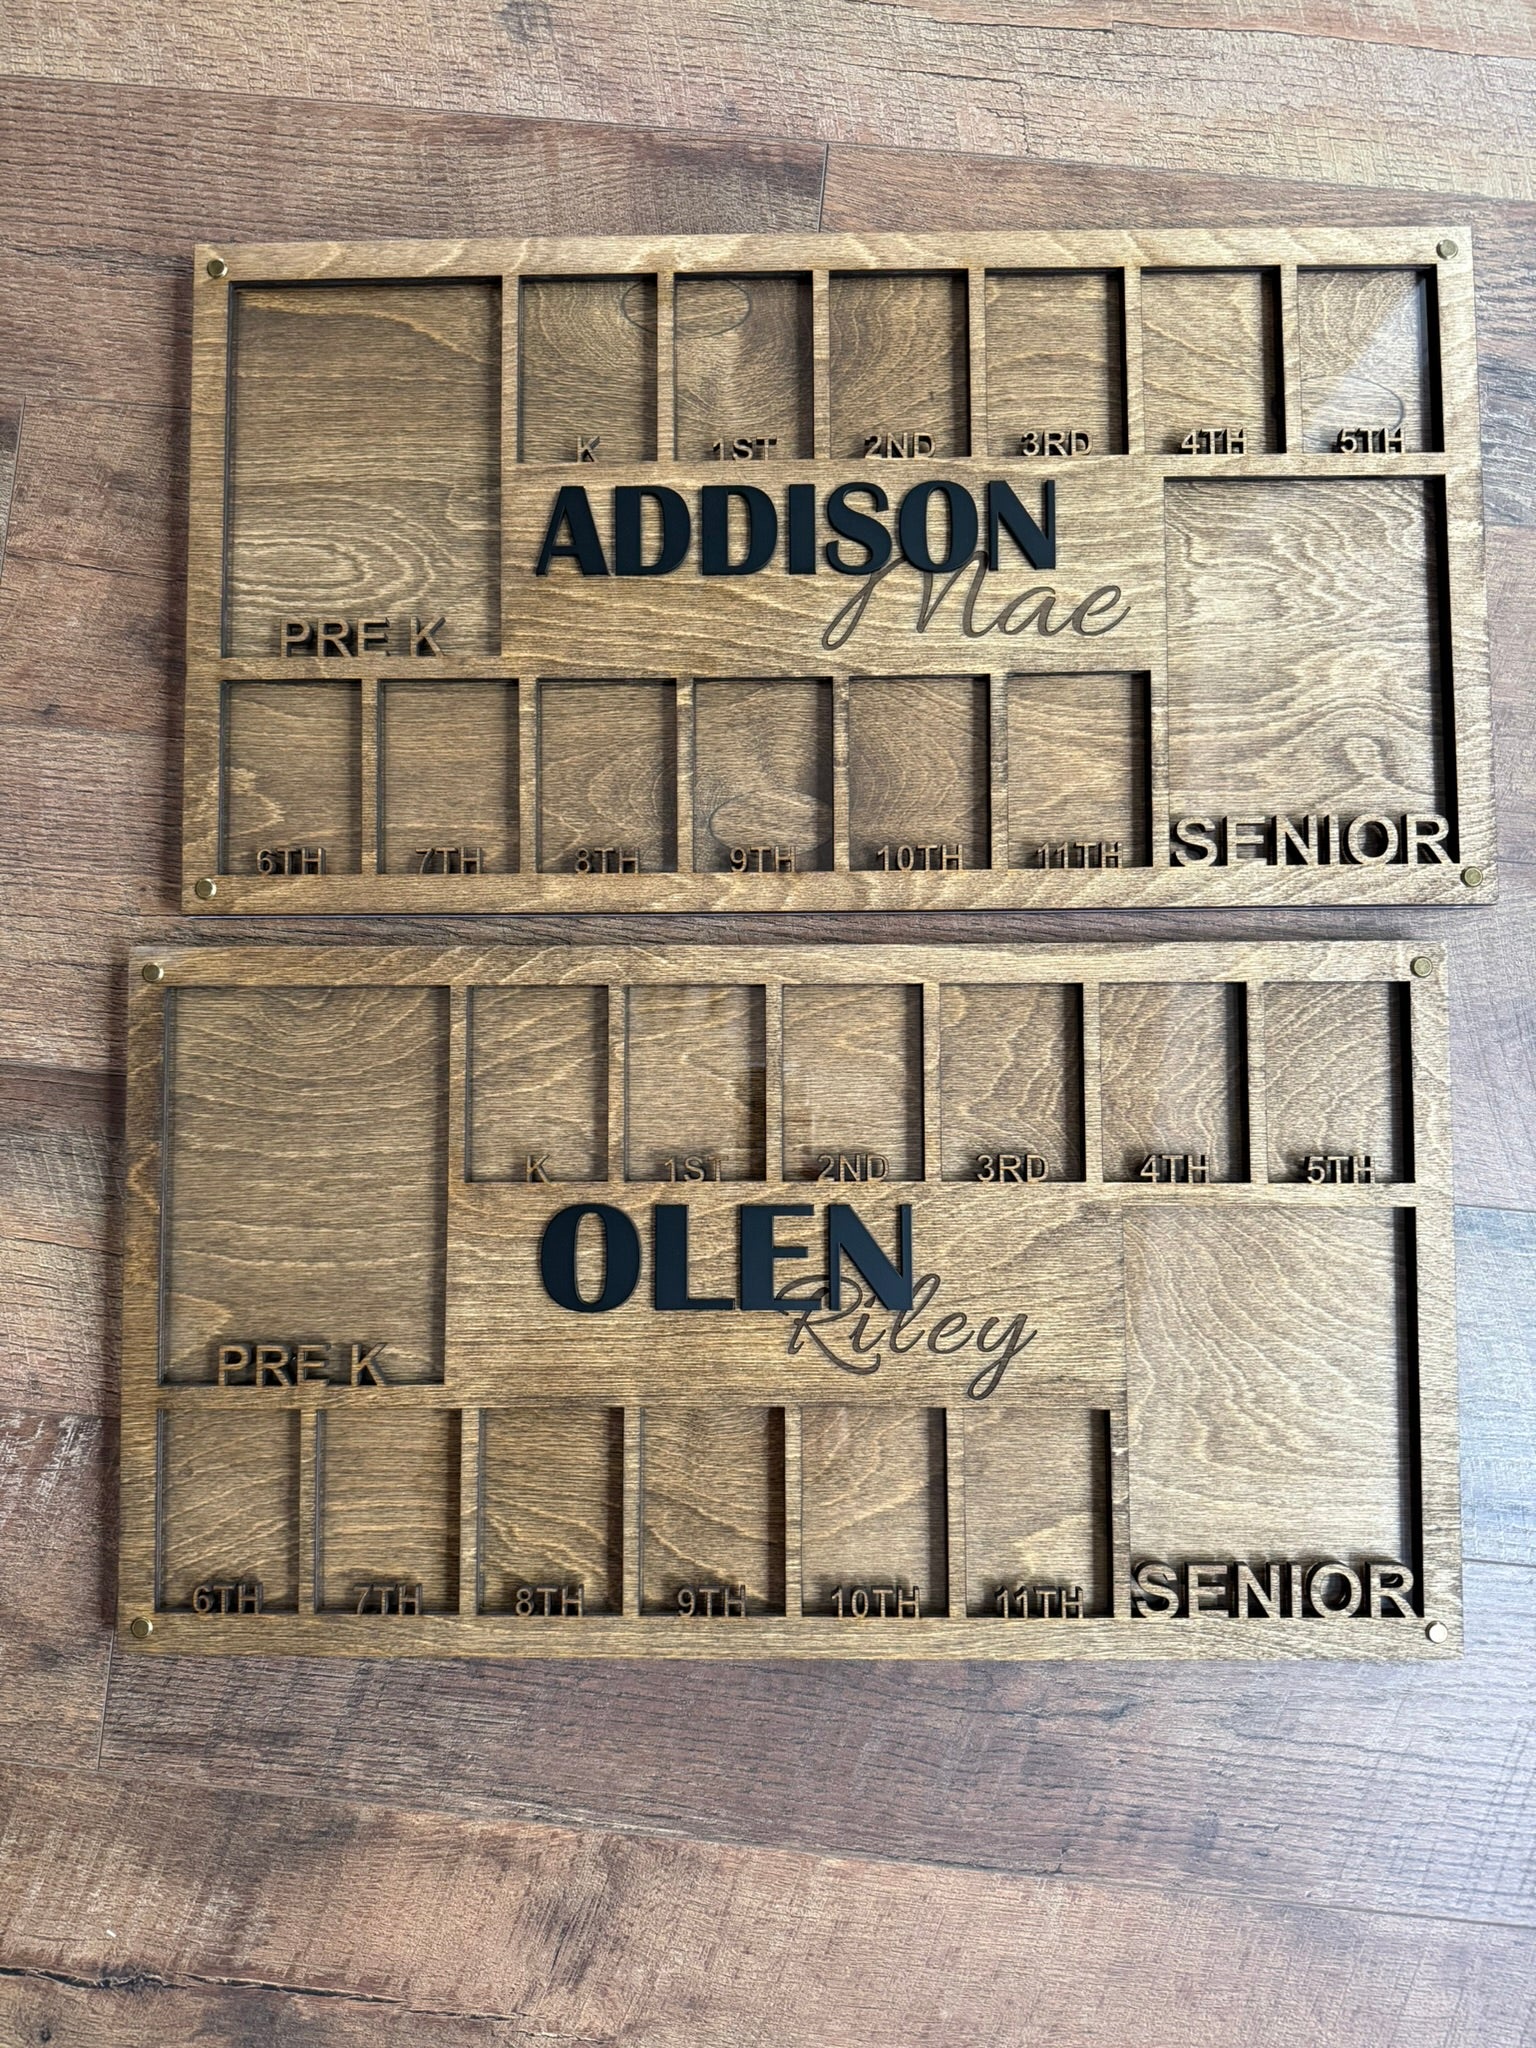 K 1ST 2ND 3RD 4TH 5TH
ADDISON
Mae
PRE K
6TH 7TH 8TH 9TH 10TH 11TH SENIOR
K 1ST 2ND 3RD 4TH 5TH
OLEN
Riley
PRE K
6TH 7TH 8TH 9TH 10TH 11TH SENIOR